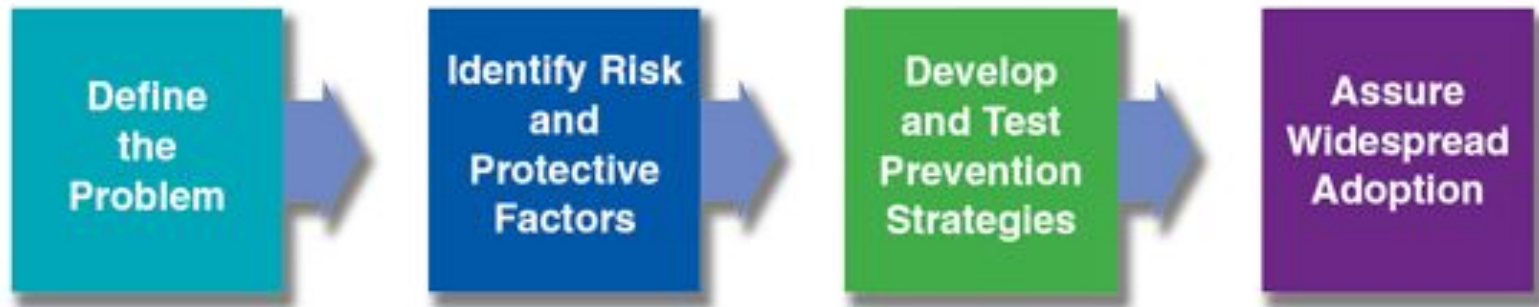 Define
the
Problem
Identify Risk
and
Protective
Factors
Develop
and Test
Prevention
Strategies
Assure
Widespread
Adoption